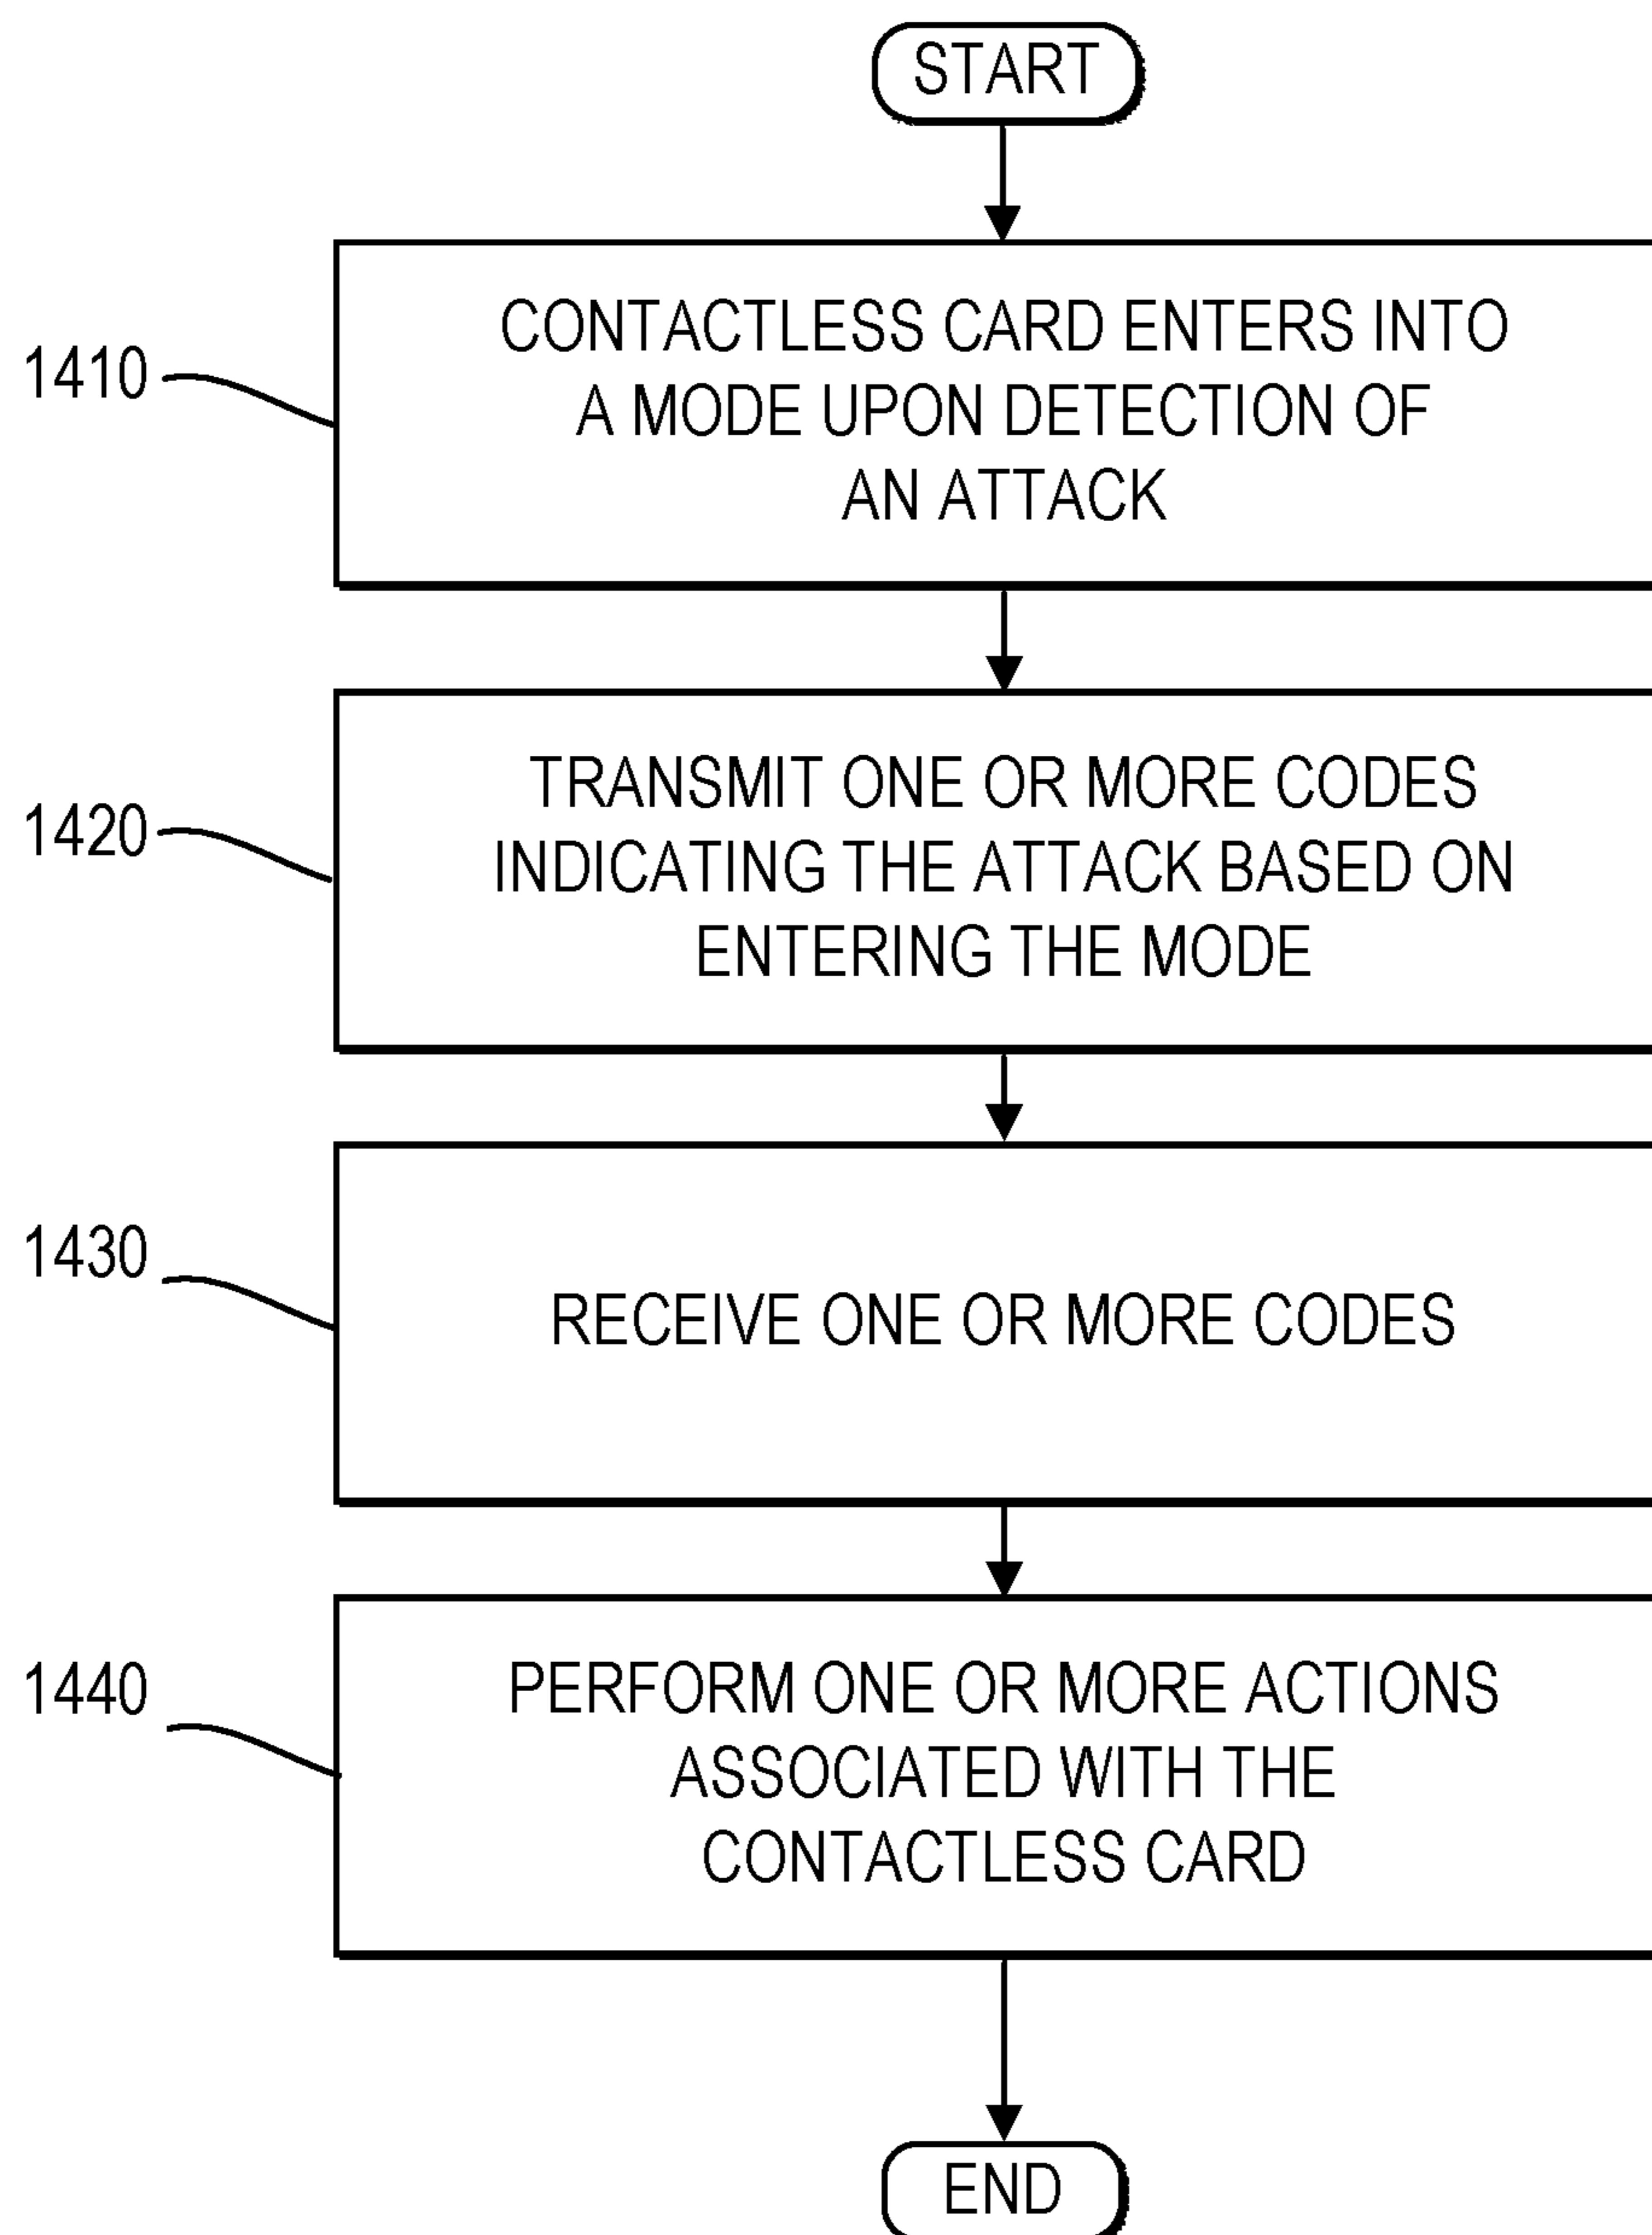 START
1410
CONTACTLESS CARD ENTERS INTO
A MODE UPON DETECTION OF
AN ATTACK
1420
TRANSMIT ONE OR MORE CODES
INDICATING THE ATTACK BASED ON
ENTERING THE MODE
1430
RECEIVE ONE OR MORE CODES
1440
PERFORM ONE OR MORE ACTIONS
ASSOCIATED WITH THE
CONTACTLESS CARD
END